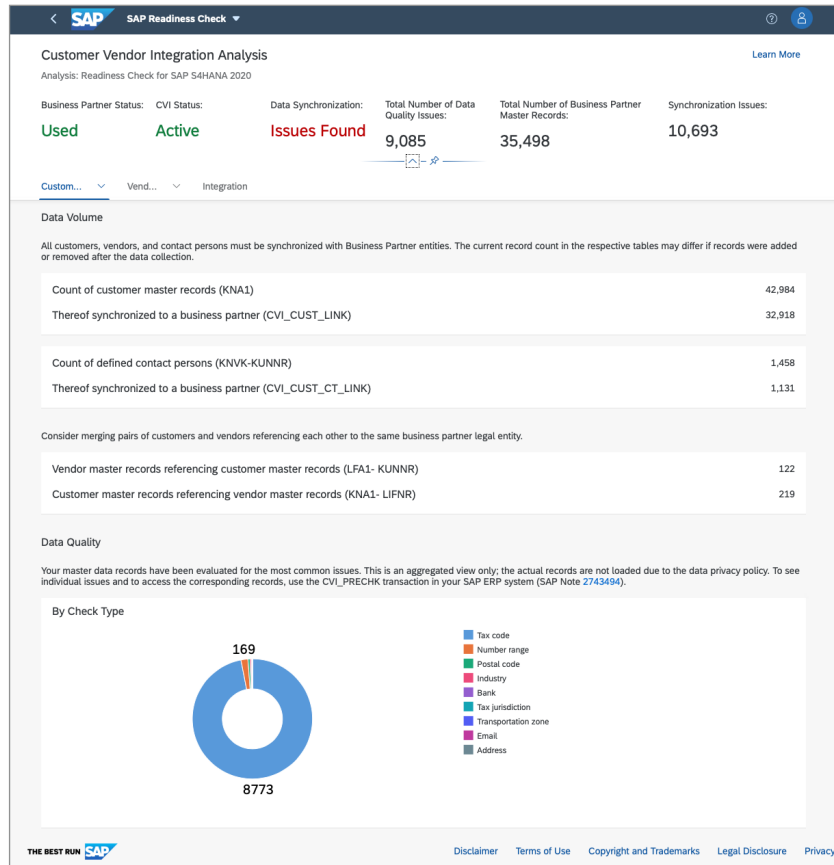 SAP SAP Readiness Check
Customer Vendor Integration Analysis
Learn More
Analysis: Readiness Check for SAP S4HANA 2020
Business Partner Status:
Used
CVI Status:
Active
Data Synchronization:
Issues Found
Total Number of Data
Quality Issues:
9,085
Total Number of Business Partner
Master Records:
35,498
Synchronization Issues:
10,693
Custom... Vend... Integration
Data Volume
All customers, vendors, and contact persons must be synchronized with Business Partner entities. The current record count in the respective tables may differ if records were added
or removed after the data collection.
Count of customer master records (KNA1) 42,984
Thereof synchronized to a business partner (CVI_CUST_LINK) 32,918
Count of defined contact persons (KNVK-KUNNR) 1,458
Thereof synchronized to a business partner (CVI_CUST_CT_LINK) 1,131
Consider merging pairs of customers and vendors referencing each other to the same business partner legal entity.
Vendor master records referencing customer master records (LFA1- KUNNR) 122
Customer master records referencing vendor master records (KNA1- LIFNR) 219
Data Quality
Your master data records have been evaluated for the most common issues. This is an aggregated view only; the actual records are not loaded due to the data privacy policy. To see
individual issues and to access the corresponding records, use the CVI_PRECHK transaction in your SAP ERP system (SAP Note 2743494).
By Check Type
169
8773
Tax code
Number range
Postal code
Industry
Bank
Tax jurisdiction
Transportation zone
Email
Address
THE BEST RUN SAP
Disclaimer Terms of Use Copyright and Trademarks Legal Disclosure Privacy